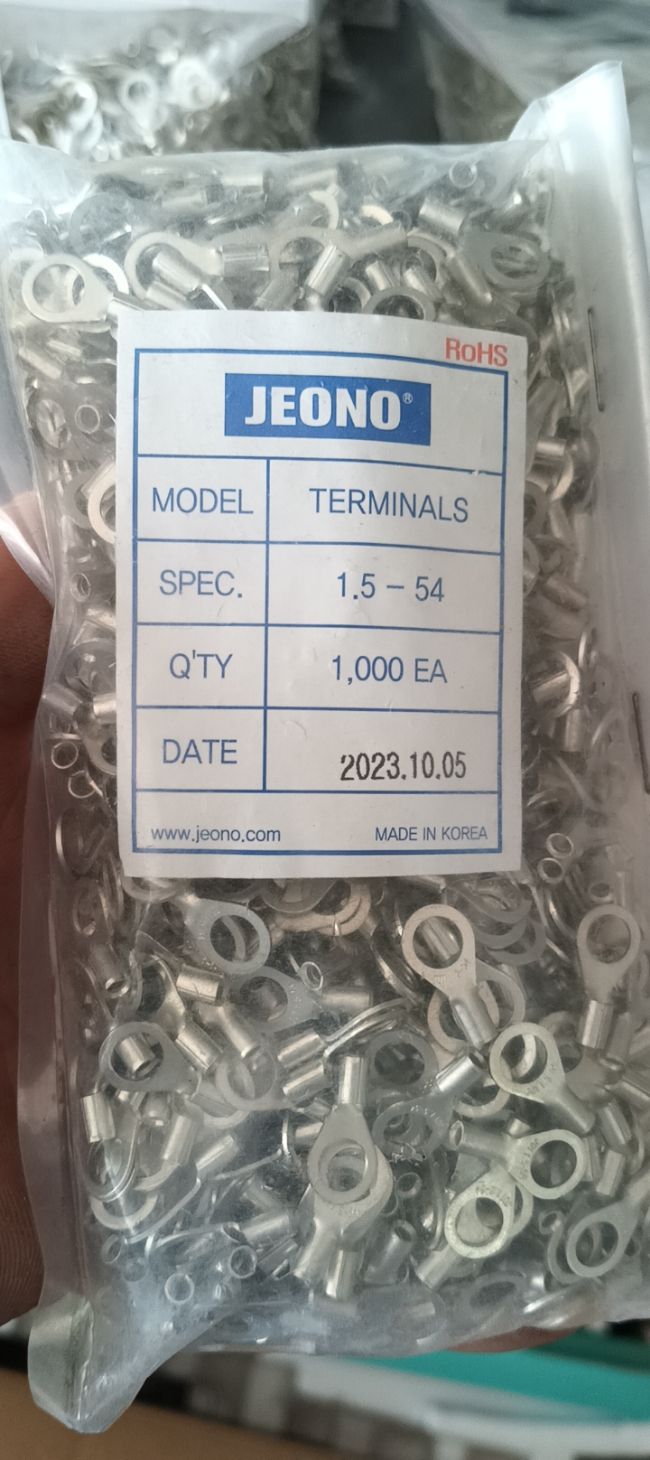 RoHS
JEONO®
MODEL TERMINALS
SPEC. 1.5 - 54
Q'TY 1,000 EA
DATE 2023.10.05
www.jeono.com MADE IN KOREA